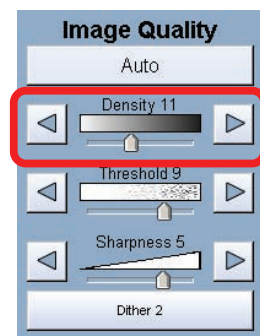 Image Quality
Auto
Density 11
Threshold 9
Sharpness 5
Dither 2